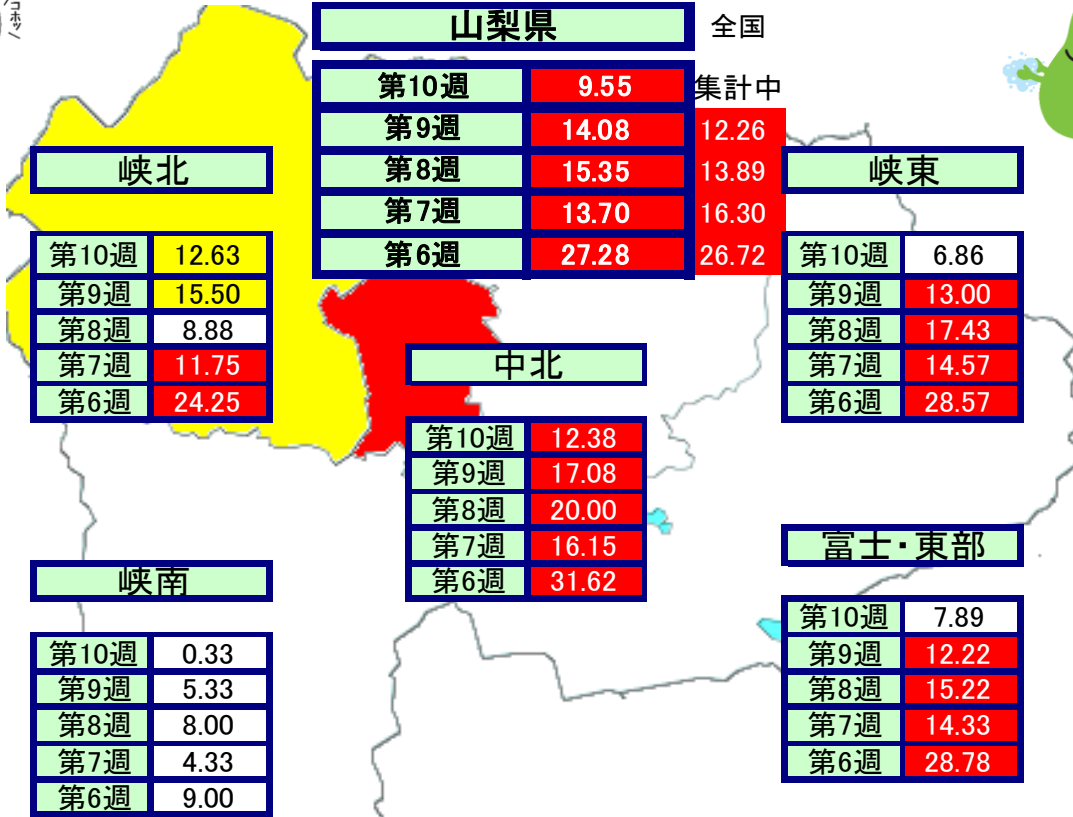 コホッ
山梨県 全国
第10週 9.55 集計中
第9週 14.08 12.26
第8週 15.35 13.89
第7週 13.70 16.30
第6週 27.28 26.72
峡北
第10週 12.63
第9週 15.50
第8週 8.88
第7週 11.75
第6週 24.25
峡東
第10週 6.86
第9週 13.00
第8週 17.43
第7週 14.57
第6週 28.57
中北
第10週 12.38
第9週 17.08
第8週 20.00
第7週 16.15
第6週 31.62
峡南
第10週 0.33
第9週 5.33
第8週 8.00
第7週 4.33
第6週 9.00
富士・東部
第10週 7.89
第9週 12.22
第8週 15.22
第7週 14.33
第6週 28.78